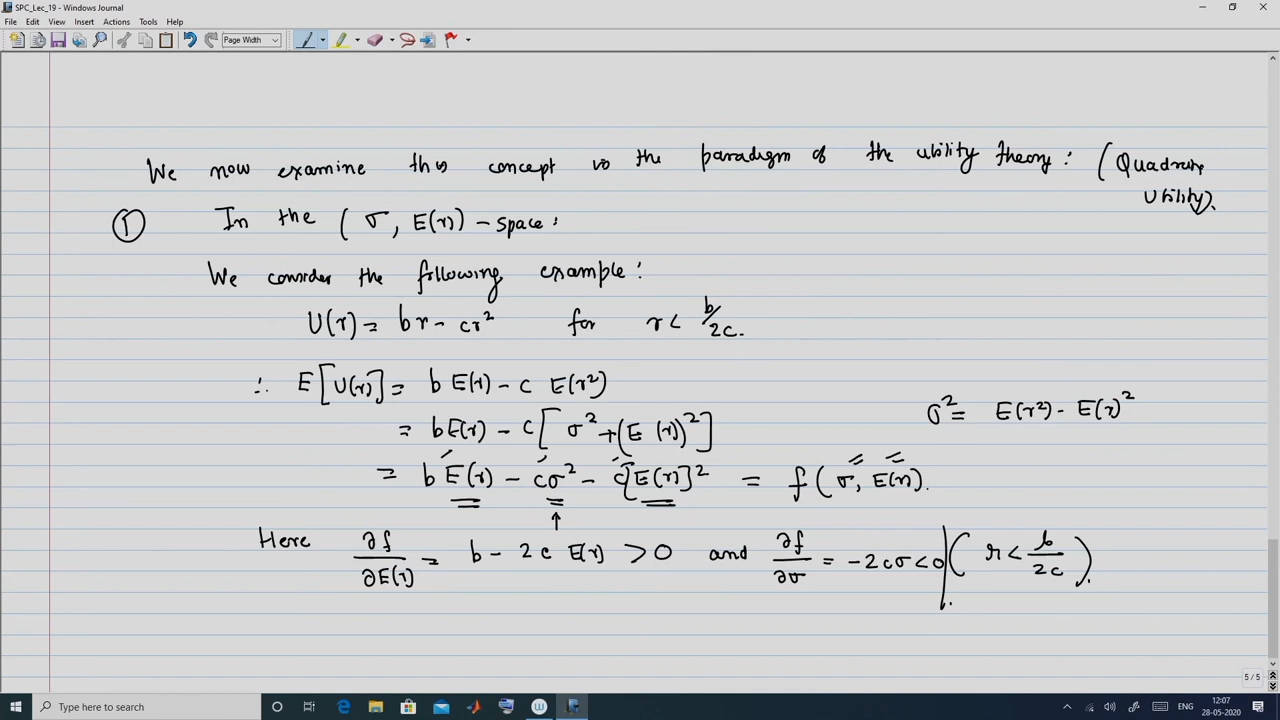 SPC_Lec_19 - Windows Journal
File Edit View Insert Actions Tools Help
Page Width
We now examine this concept in the paradigm of the utility theory : (Quadratic
Utility).
① In the (σ, E(r) - space :
We consider the following example :
U(r) = br - cr² for r < b/2c.
∴ E[U(r)] = b E(r) - c E(r²)
= bE(r) - c[σ² + (E(r))²]
σ² = E(r²) - E(r)²
= b E(r) - cσ² - c[E(r)]² = f(σ, E(r)).
Here ∂f/∂E(r) = b - 2c E(r) > 0 and ∂f/∂σ = -2cσ < 0 | (r < b/2c).
5 / 5
Type here to search
ENG
12:07
28-05-2020